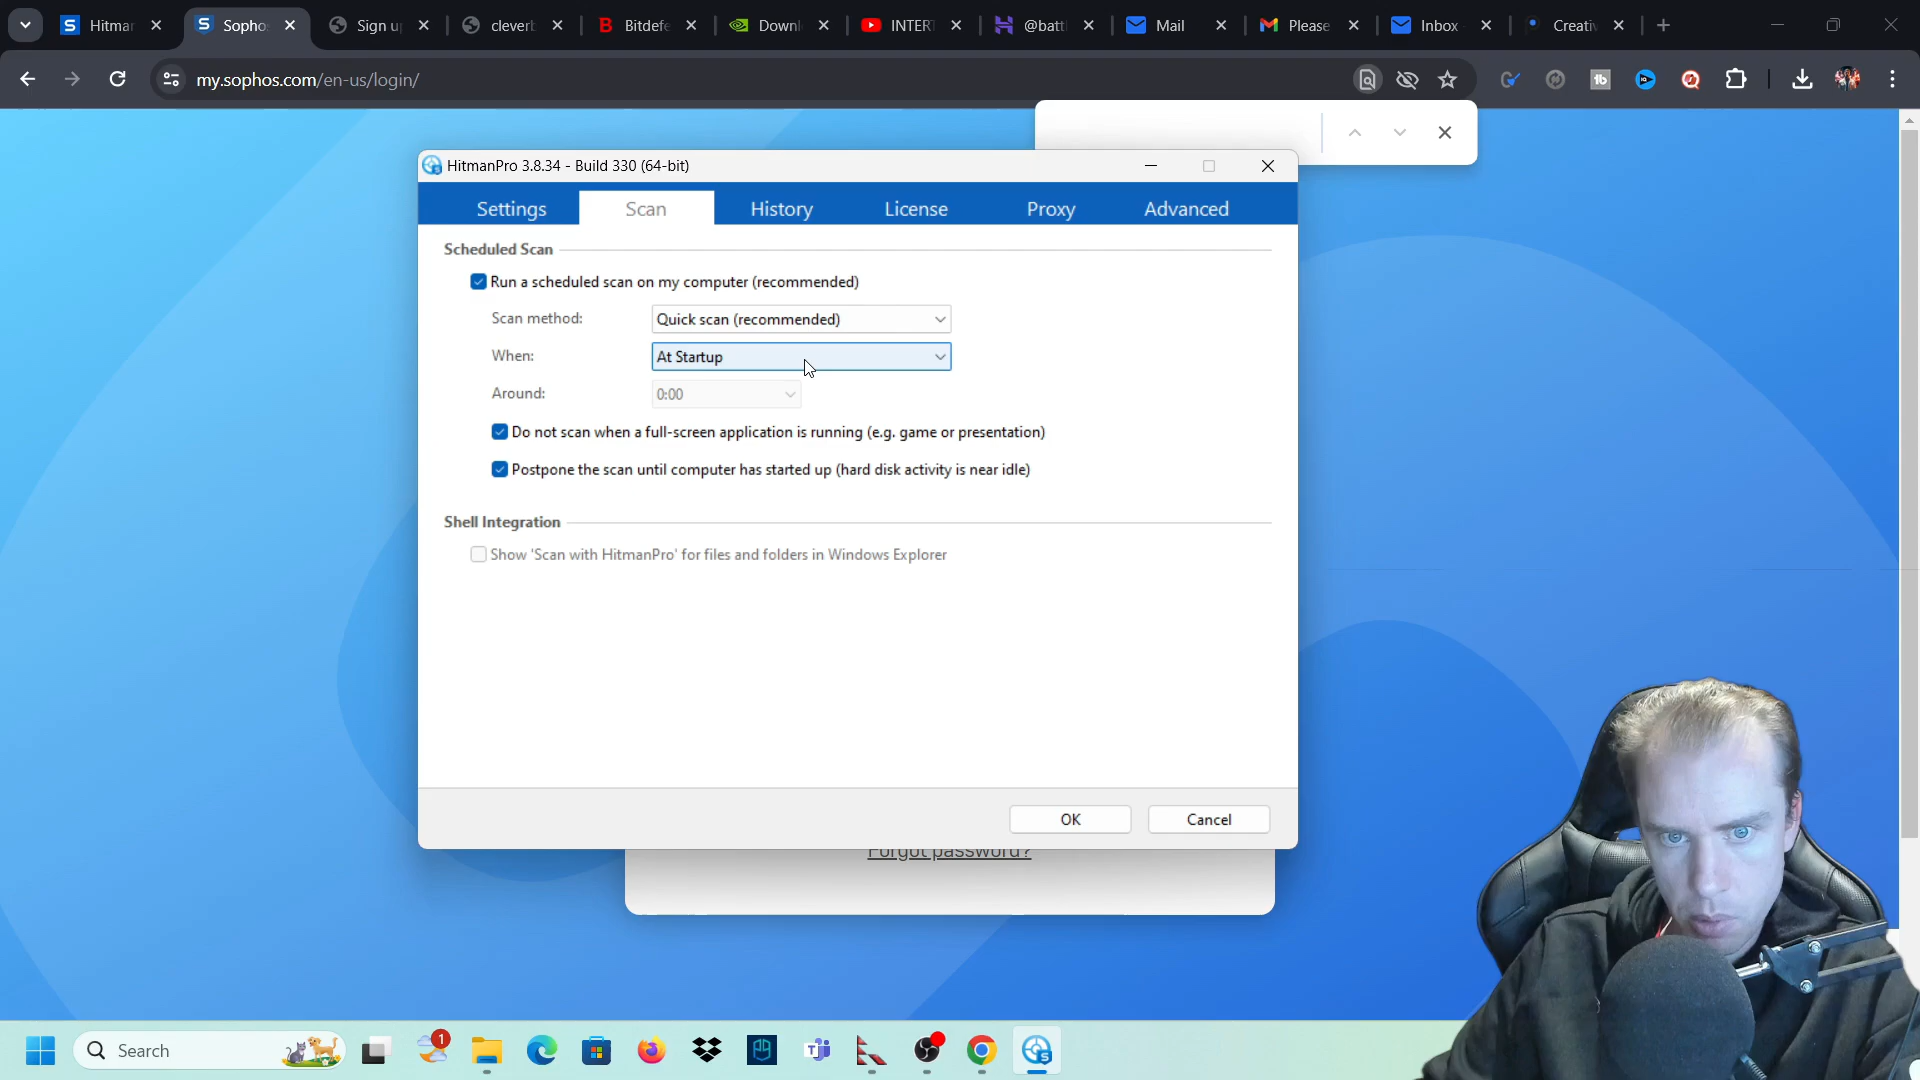 Hitmar
Sopho
Sign u
clever
Bitdefe
Downl
INTER
@battl
Mail
Please
Inbox
Creativ
my.sophos.com/en-us/login/
HitmanPro 3.8.34 - Build 330 (64-bit)
Settings
Scan
History
License
Proxy
Advanced
Scheduled Scan
Run a scheduled scan on my computer (recommended)
Scan method:
Quick scan (recommended)
When:
At Startup
Around:
0:00
Do not scan when a full-screen application is running (e.g. game or presentation)
Postpone the scan until computer has started up (hard disk activity is near idle)
Shell Integration
Show 'Scan with HitmanPro' for files and folders in Windows Explorer
OK
Cancel
Forgot password?
Search
1